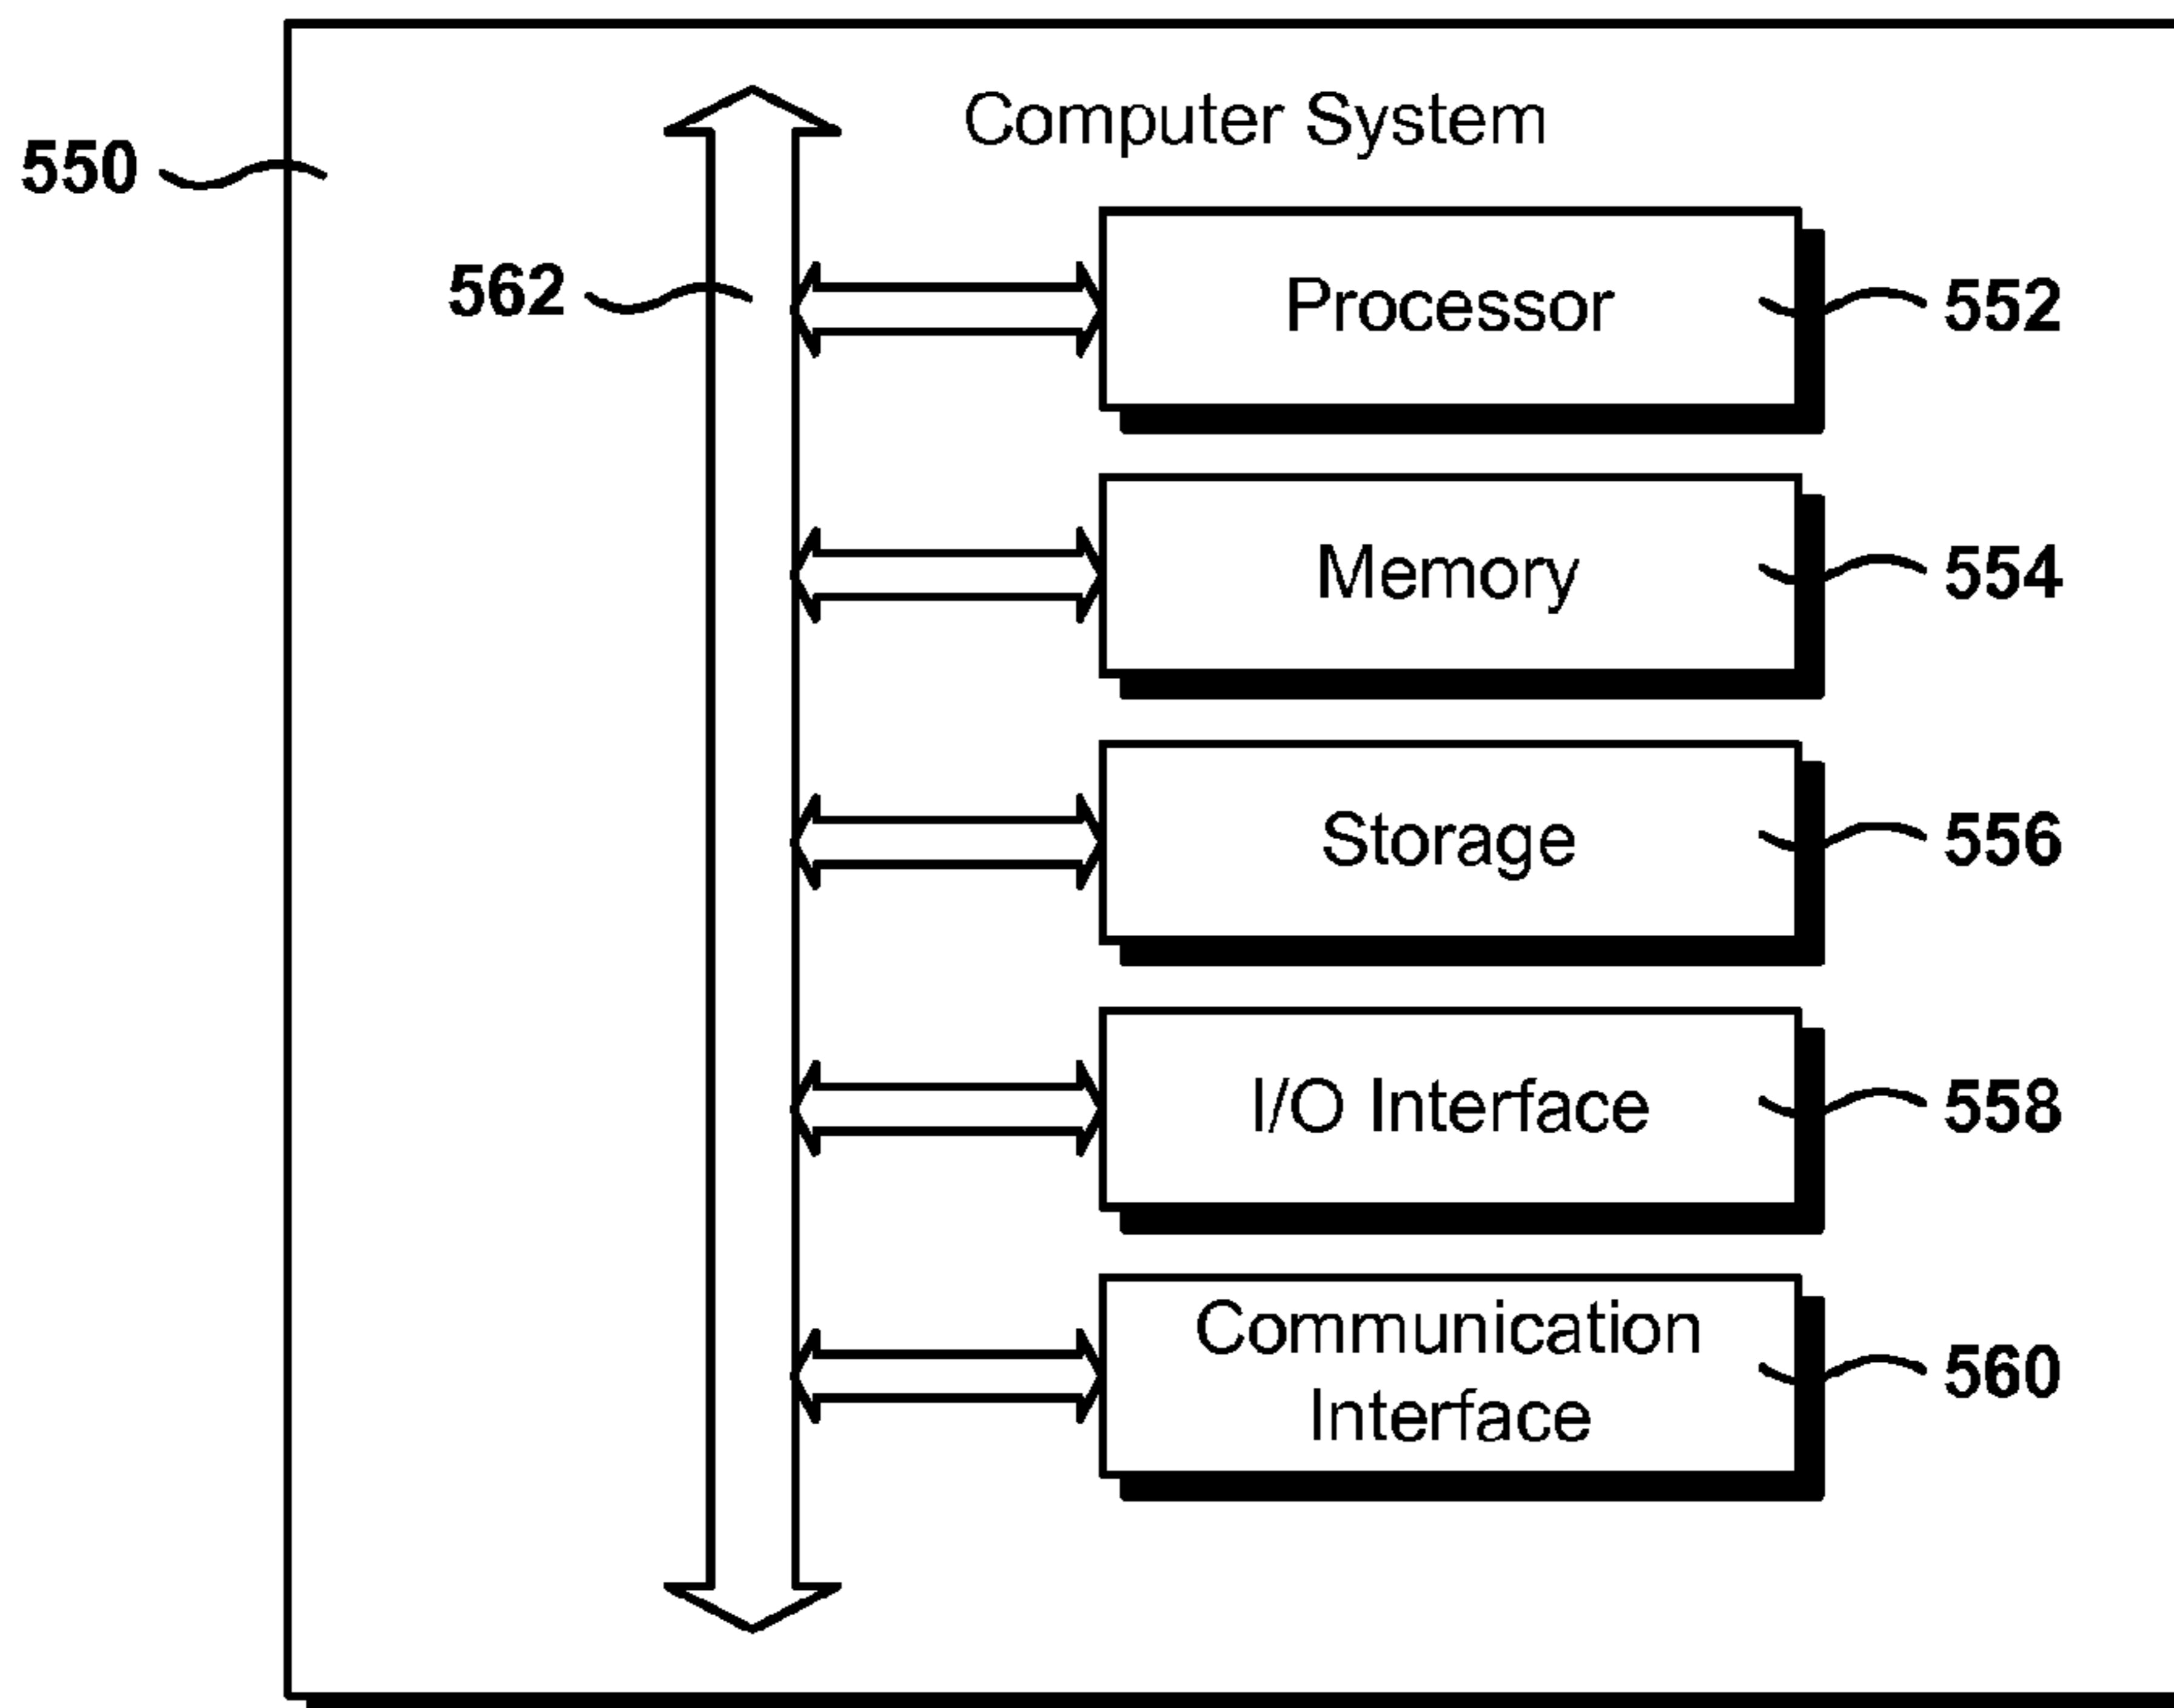 Computer System
550
562
Processor
552
Memory
554
Storage
556
I/O Interface
558
Communication
Interface
560